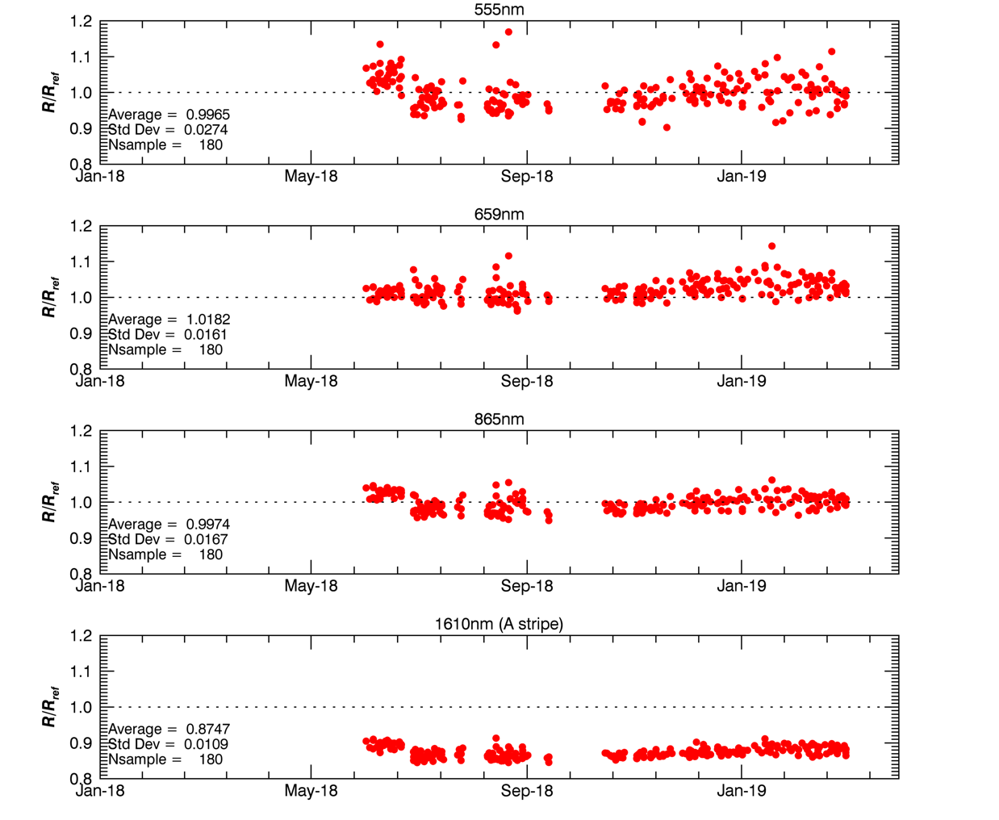 555nm
1.2
1.1
1.0
0.9
0.8
R/Rref
Average = 0.9965
Std Dev = 0.0274
Nsample = 180
Jan-18 May-18 Sep-18 Jan-19
659nm
1.2
1.1
1.0
0.9
0.8
R/Rref
Average = 1.0182
Std Dev = 0.0161
Nsample = 180
Jan-18 May-18 Sep-18 Jan-19
865nm
1.2
1.1
1.0
0.9
0.8
R/Rref
Average = 0.9974
Std Dev = 0.0167
Nsample = 180
Jan-18 May-18 Sep-18 Jan-19
1610nm (A stripe)
1.2
1.1
1.0
0.9
0.8
R/Rref
Average = 0.8747
Std Dev = 0.0109
Nsample = 180
Jan-18 May-18 Sep-18 Jan-19